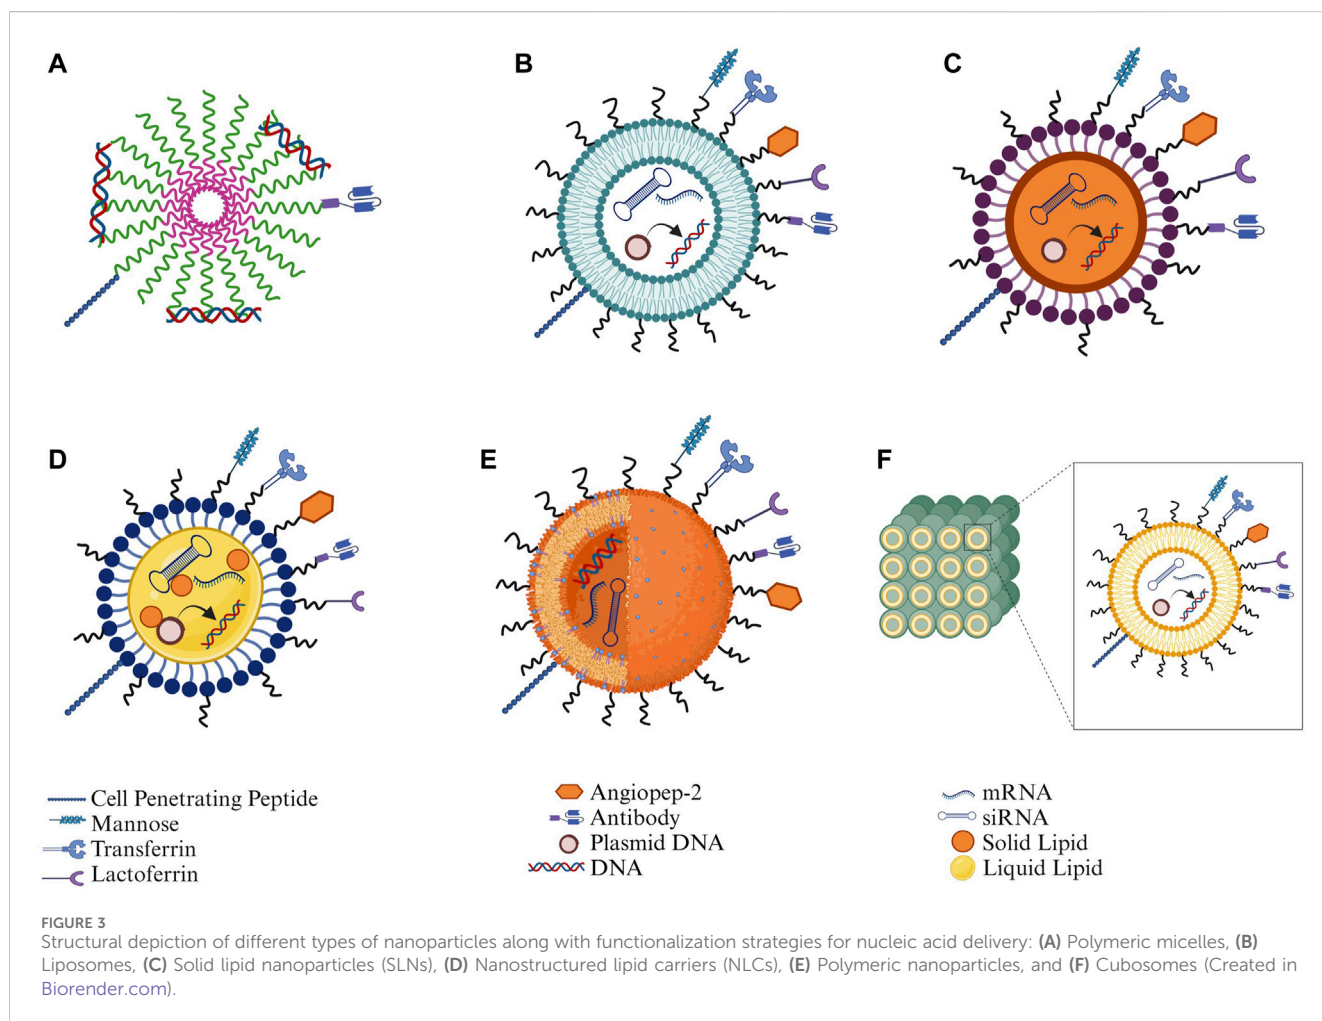 A
B
C
D
E
F
Cell Penetrating Peptide
Mannose
Transferrin
Lactoferrin
Angiopep-2
Antibody
Plasmid DNA
DNA
mRNA
siRNA
Solid Lipid
Liquid Lipid
FIGURE 3
Structural depiction of different types of nanoparticles along with functionalization strategies for nucleic acid delivery: (A) Polymeric micelles, (B)
Liposomes, (C) Solid lipid nanoparticles (SLNs), (D) Nanostructured lipid carriers (NLCs), (E) Polymeric nanoparticles, and (F) Cubosomes (Created in
Biorender.com).